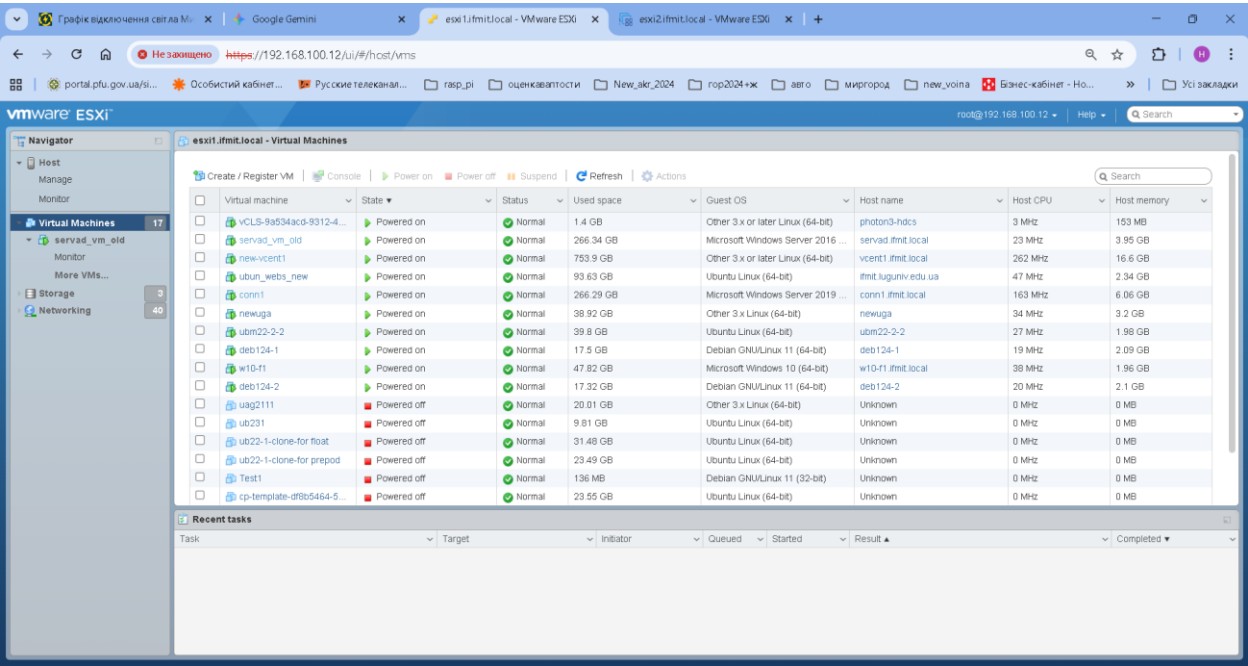 Графік відключення світла Ми
Google Gemini
esxi1.ifmit.local - VMware ESXi
esxi2.ifmit.local - VMware ESXi
Не захищено https://192.168.100.12/ui/#/host/vms
H
portal.pfu.gov.ua/si... Особистий кабінет... Русские телеканал... rasp_pi оценкаваптости New_akr_2024 гор2024+ж авто миргород new_voina Бізнес-кабінет - Но... » Усі закладки
vmware ESXi™ root@192.168.100.12 Help Search
Navigator
Host
Manage
Monitor
Virtual Machines 17
servad_vm_old
Monitor
More VMs...
Storage 3
Networking 40
esxi1.ifmit.local - Virtual Machines
Create / Register VM Console Power on Power off Suspend Refresh Actions Search
Virtual machine State Status Used space Guest OS Host name Host CPU Host memory
vCLS-9a534acd-9312-4... Powered on Normal 1.4 GB Other 3.x or later Linux (64-bit) photon3-hdcs 3 MHz 153 MB
servad_vm_old Powered on Normal 266.34 GB Microsoft Windows Server 2016 ... servad.ifmit.local 23 MHz 3.95 GB
new-vcent1 Powered on Normal 753.9 GB Other 3.x or later Linux (64-bit) vcent1.ifmit.local 262 MHz 16.6 GB
ubun_webs_new Powered on Normal 93.63 GB Ubuntu Linux (64-bit) ifmit.luguniv.edu.ua 47 MHz 2.34 GB
conn1 Powered on Normal 266.29 GB Microsoft Windows Server 2019 ... conn1.ifmit.local 163 MHz 6.06 GB
newuga Powered on Normal 38.92 GB Other 3.x Linux (64-bit) newuga 34 MHz 3.2 GB
ubm22-2-2 Powered on Normal 39.8 GB Ubuntu Linux (64-bit) ubm22-2-2 27 MHz 1.98 GB
deb124-1 Powered on Normal 17.5 GB Debian GNU/Linux 11 (64-bit) deb124-1 19 MHz 2.09 GB
w10-f1 Powered on Normal 47.82 GB Microsoft Windows 10 (64-bit) w10-f1.ifmit.local 38 MHz 1.96 GB
deb124-2 Powered on Normal 17.32 GB Debian GNU/Linux 11 (64-bit) deb124-2 20 MHz 2.1 GB
uag2111 Powered off Normal 20.01 GB Other 3.x Linux (64-bit) Unknown 0 MHz 0 MB
ub231 Powered off Normal 9.81 GB Ubuntu Linux (64-bit) Unknown 0 MHz 0 MB
ub22-1-clone-for float Powered off Normal 31.48 GB Ubuntu Linux (64-bit) Unknown 0 MHz 0 MB
ub22-1-clone-for prepod Powered off Normal 23.49 GB Ubuntu Linux (64-bit) Unknown 0 MHz 0 MB
Test1 Powered off Normal 136 MB Debian GNU/Linux 11 (32-bit) Unknown 0 MHz 0 MB
cp-template-df8b5464-5... Powered off Normal 23.55 GB Ubuntu Linux (64-bit) Unknown 0 MHz 0 MB
Recent tasks
Task Target Initiator Queued Started Result Completed